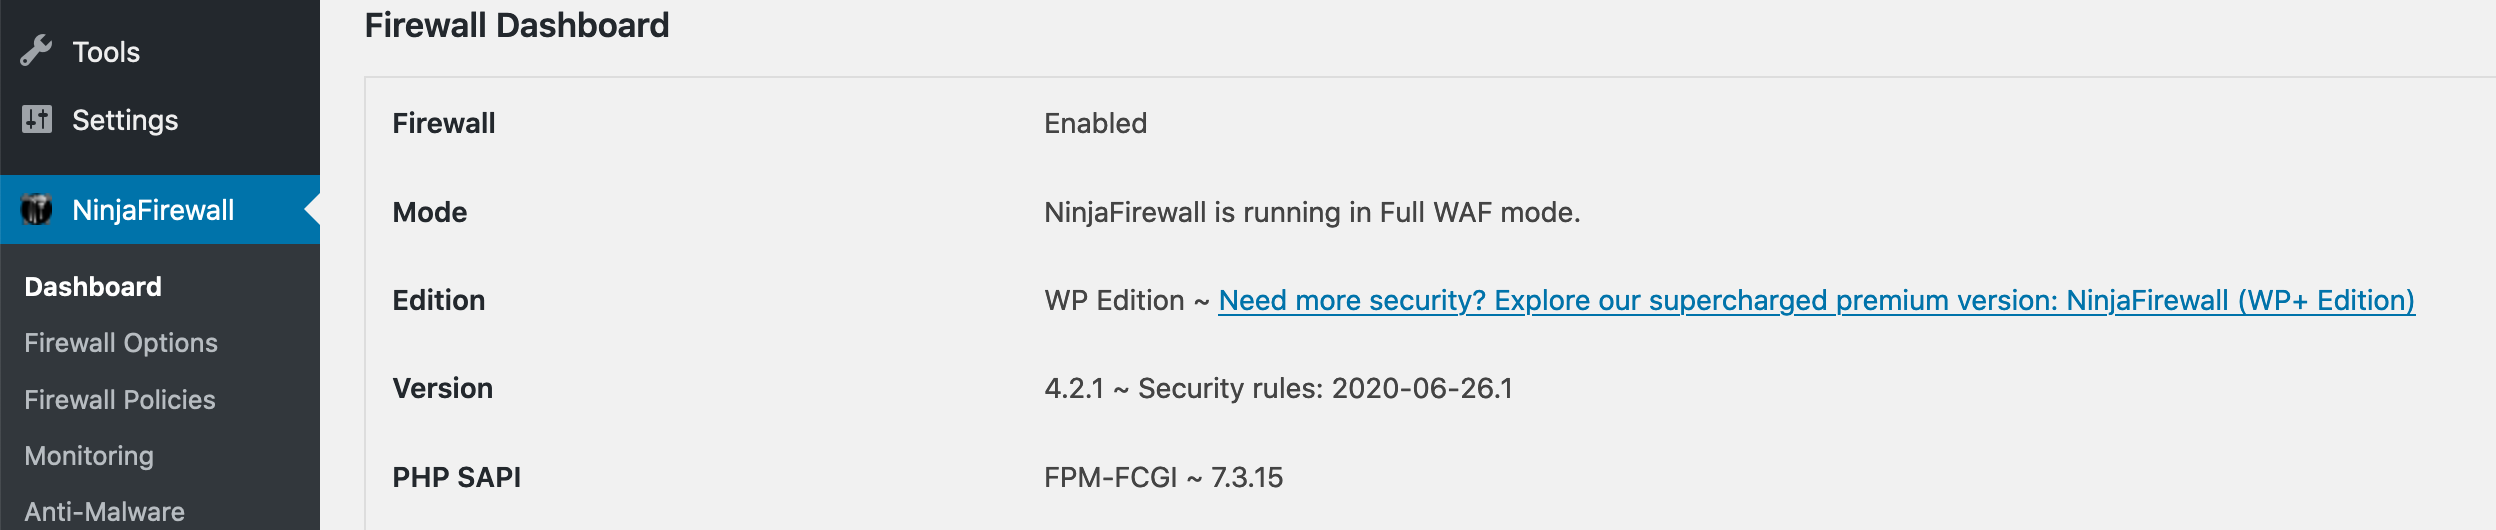 Tools
Settings
NinjaFirewall
Dashboard
Firewall Options
Firewall Policies
Monitoring
Anti-Malware
Firewall Dashboard
Firewall Enabled
Mode NinjaFirewall is running in Full WAF mode.
Edition WP Edition ~ Need more security? Explore our supercharged premium version: NinjaFirewall (WP+ Edition)
Version 4.2.1 ~ Security rules: 2020-06-26.1
PHP SAPI FPM-FCGI ~ 7.3.15